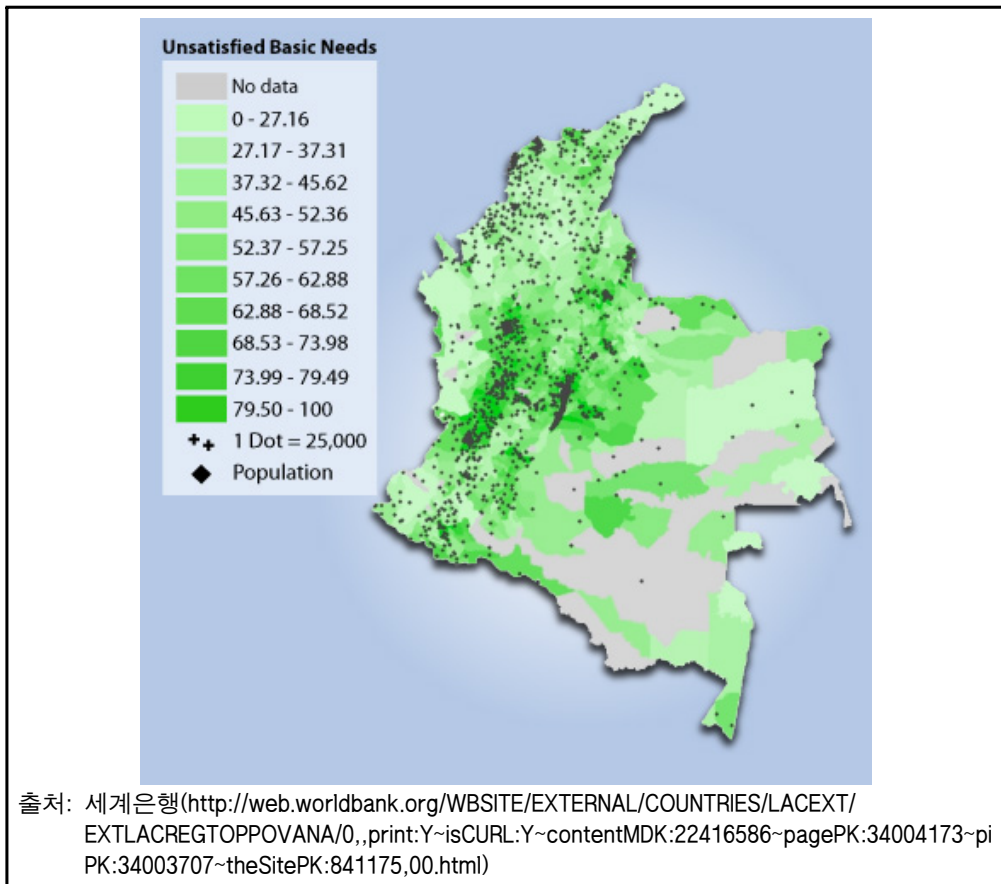 Unsatisfied Basic Needs
No data
0 - 27.16
27.17 - 37.31
37.32 - 45.62
45.63 - 52.36
52.37 - 57.25
57.26 - 62.88
62.88 - 68.52
68.53 - 73.98
73.99 - 79.49
79.50 - 100
1 Dot = 25,000
Population
출처: 세계은행(http://web.worldbank.org/WBSITE/EXTERNAL/COUNTRIES/LACEXT/
EXTLACREGTOPPOVANA/0,,print:Y~isCURL:Y~contentMDK:22416586~pagePK:34004173~pi
PK:34003707~theSitePK:841175,00.html)